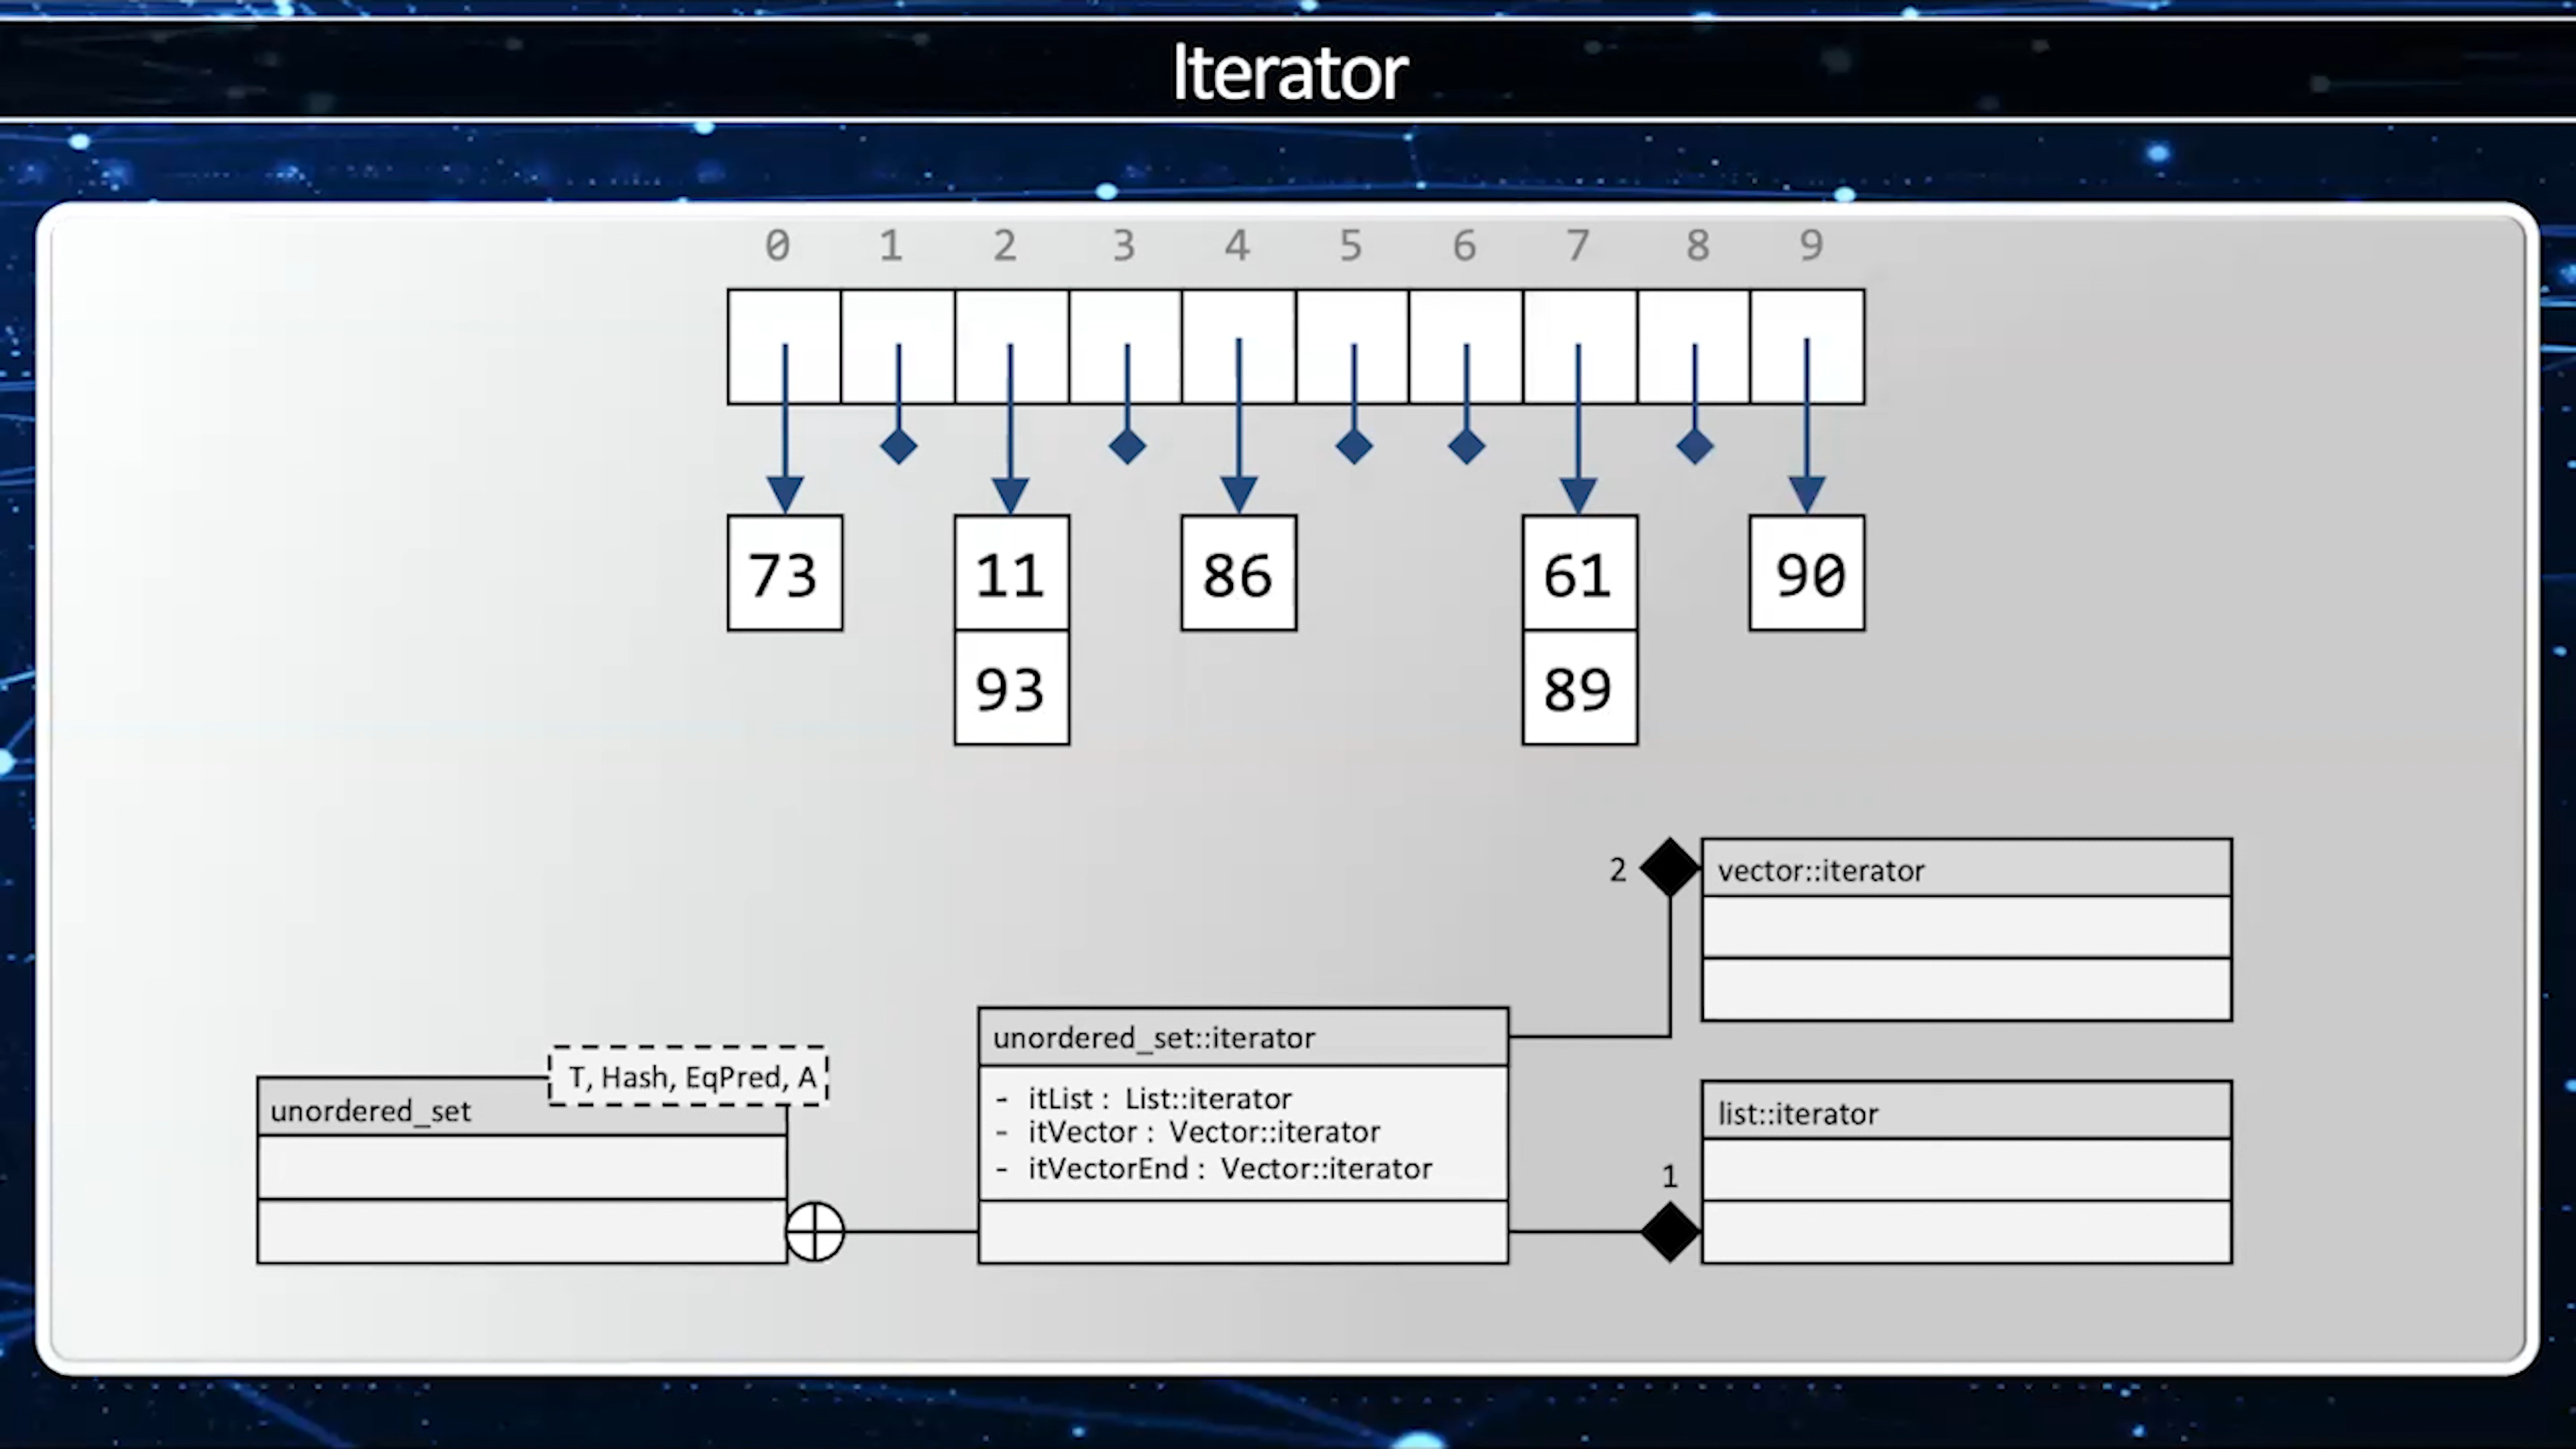 Iterator
0 1 2 3 4 5 6 7 8 9
73 11 86 61 90
93 89
2
vector::iterator
unordered_set::iterator
- itList : List::iterator
- itVector : Vector::iterator
- itVectorEnd : Vector::iterator
T, Hash, EqPred, A
unordered_set
list::iterator
1